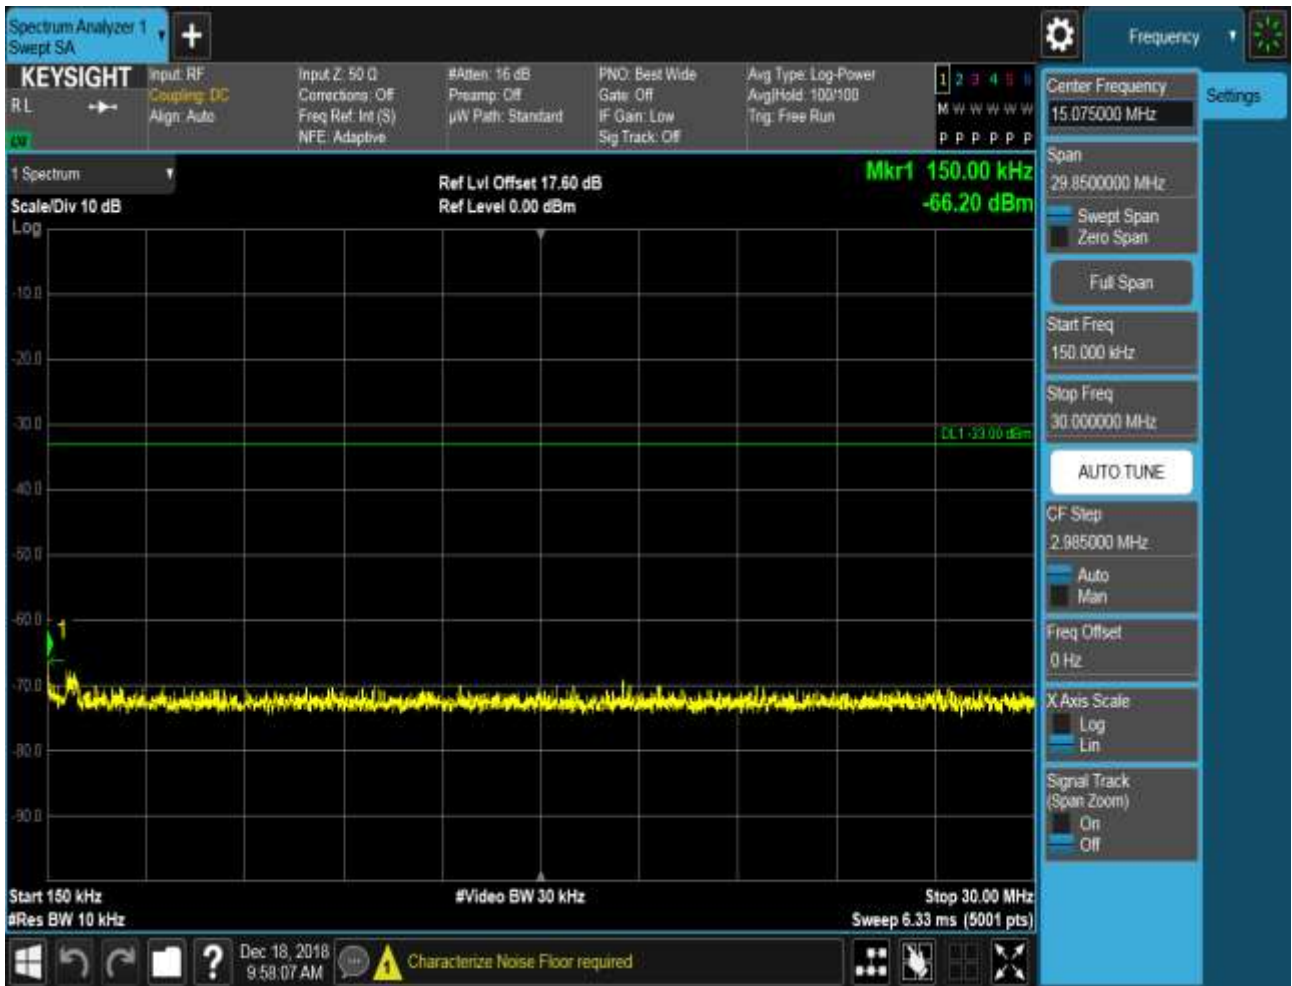 Spectrum Analyzer 1
Swept SA
Frequency
KEYSIGHT
RL
Input: RF
Coupling: DC
Align: Auto
Input Z: 50 Ω
Corrections: Off
Freq Ref: Int (S)
NFE: Adaptive
#Atten: 16 dB
Preamp: Off
µW Path: Standard
PNO: Best Wide
Gate: Off
IF Gain: Low
Sig Track: Off
Avg Type: Log-Power
Avg|Hold: 100/100
Trig: Free Run
1 2 3 4 5 6
M W W W W W
P P P P P P
1 Spectrum
Scale/Div 10 dB
Ref Lvl Offset 17.60 dB
Ref Level 0.00 dBm
Mkr1 150.00 kHz
-66.20 dBm
Log
-10.0
-20.0
-30.0
DL1 -33.00 dBm
-40.0
-50.0
-60.0
1
-70.0
-80.0
-90.0
Start 150 kHz
#Video BW 30 kHz
Stop 30.00 MHz
#Res BW 10 kHz
Sweep 6.33 ms (5001 pts)
Center Frequency
15.075000 MHz
Settings
Span
29.8500000 MHz
Swept Span
Zero Span
Full Span
Start Freq
150.000 kHz
Stop Freq
30.000000 MHz
AUTO TUNE
CF Step
2.985000 MHz
Auto
Man
Freq Offset
0 Hz
X Axis Scale
Log
Lin
Signal Track
(Span Zoom)
On
Off
?
Dec 18, 2018
9:58:07 AM
1
Characterize Noise Floor required